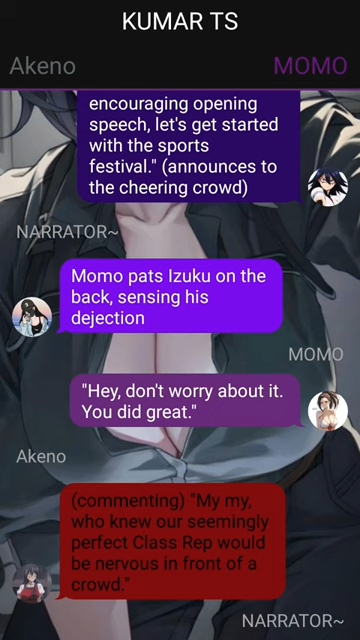 KUMAR TS
Akeno
MOMO
encouraging opening
speech, let's get started
with the sports
festival." (announces to
the cheering crowd)
NARRATOR~
Momo pats Izuku on the
back, sensing his
dejection
MOMO
"Hey, don't worry about it.
You did great."
Akeno
(commenting) "My my,
who knew our seemingly
perfect Class Rep would
be nervous in front of a
crowd."
NARRATOR~